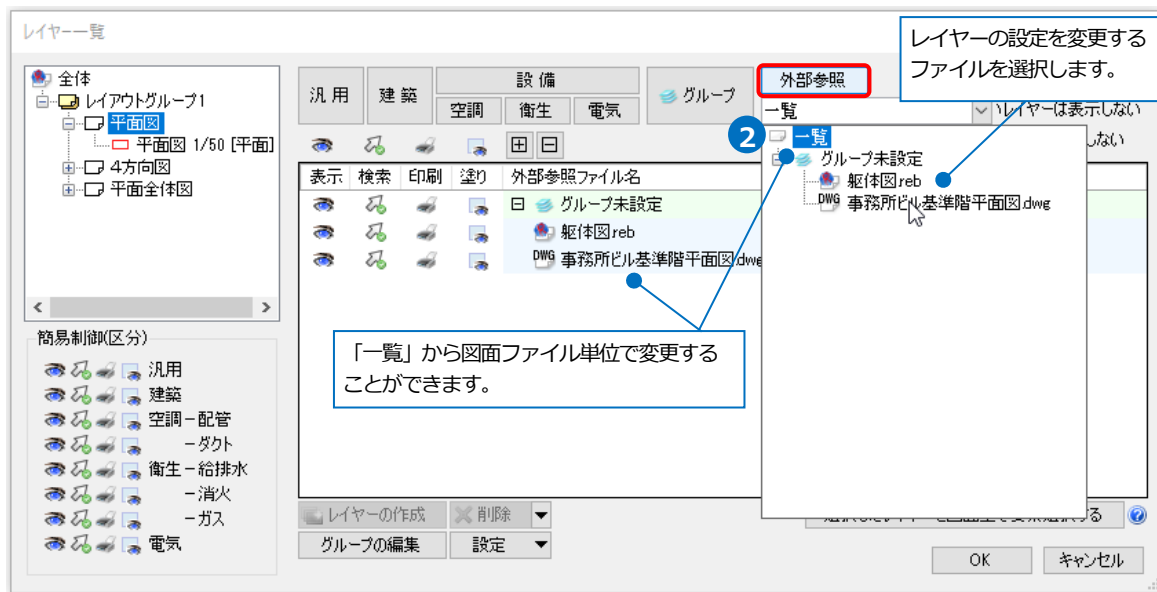 レイヤー一覧
レイヤーの設定を変更する
ファイルを選択します。
全体
レイアウトグループ1
平面図
平面図 1/50 [平面]
4方向図
平面全体図
汎用
建築
設備
空調
衛生
電気
グループ
外部参照
一覧
いレイヤーは表示しない
しない
2
一覧
グループ未設定
躯体図.reb
DWG 事務所ビル基準階平面図.dwg
表示 検索 印刷 塗り 外部参照ファイル名
グループ未設定
躯体図.reb
DWG 事務所ビル基準階平面図.dwg
「一覧」から図面ファイル単位で変更する
ことができます。
簡易制御(区分)
汎用
建築
空調－配管
－ダクト
衛生－給排水
－消火
－ガス
電気
レイヤーの作成
削除
グループの編集
設定
OK
キャンセル